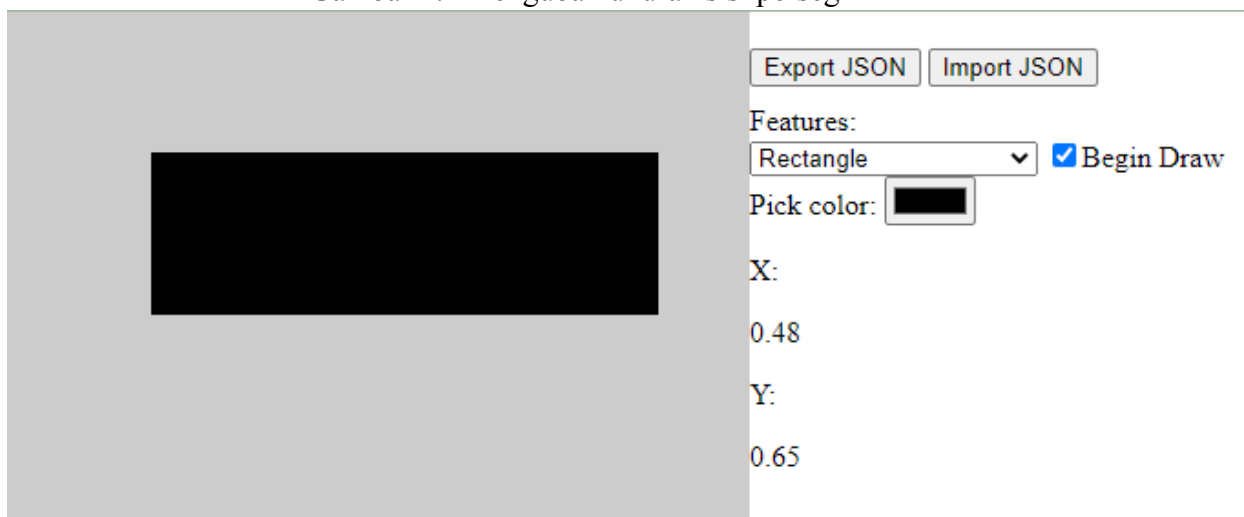 Export JSON Import JSON
Features:
Rectangle Begin Draw
Pick color:
X:
0.48
Y:
0.65